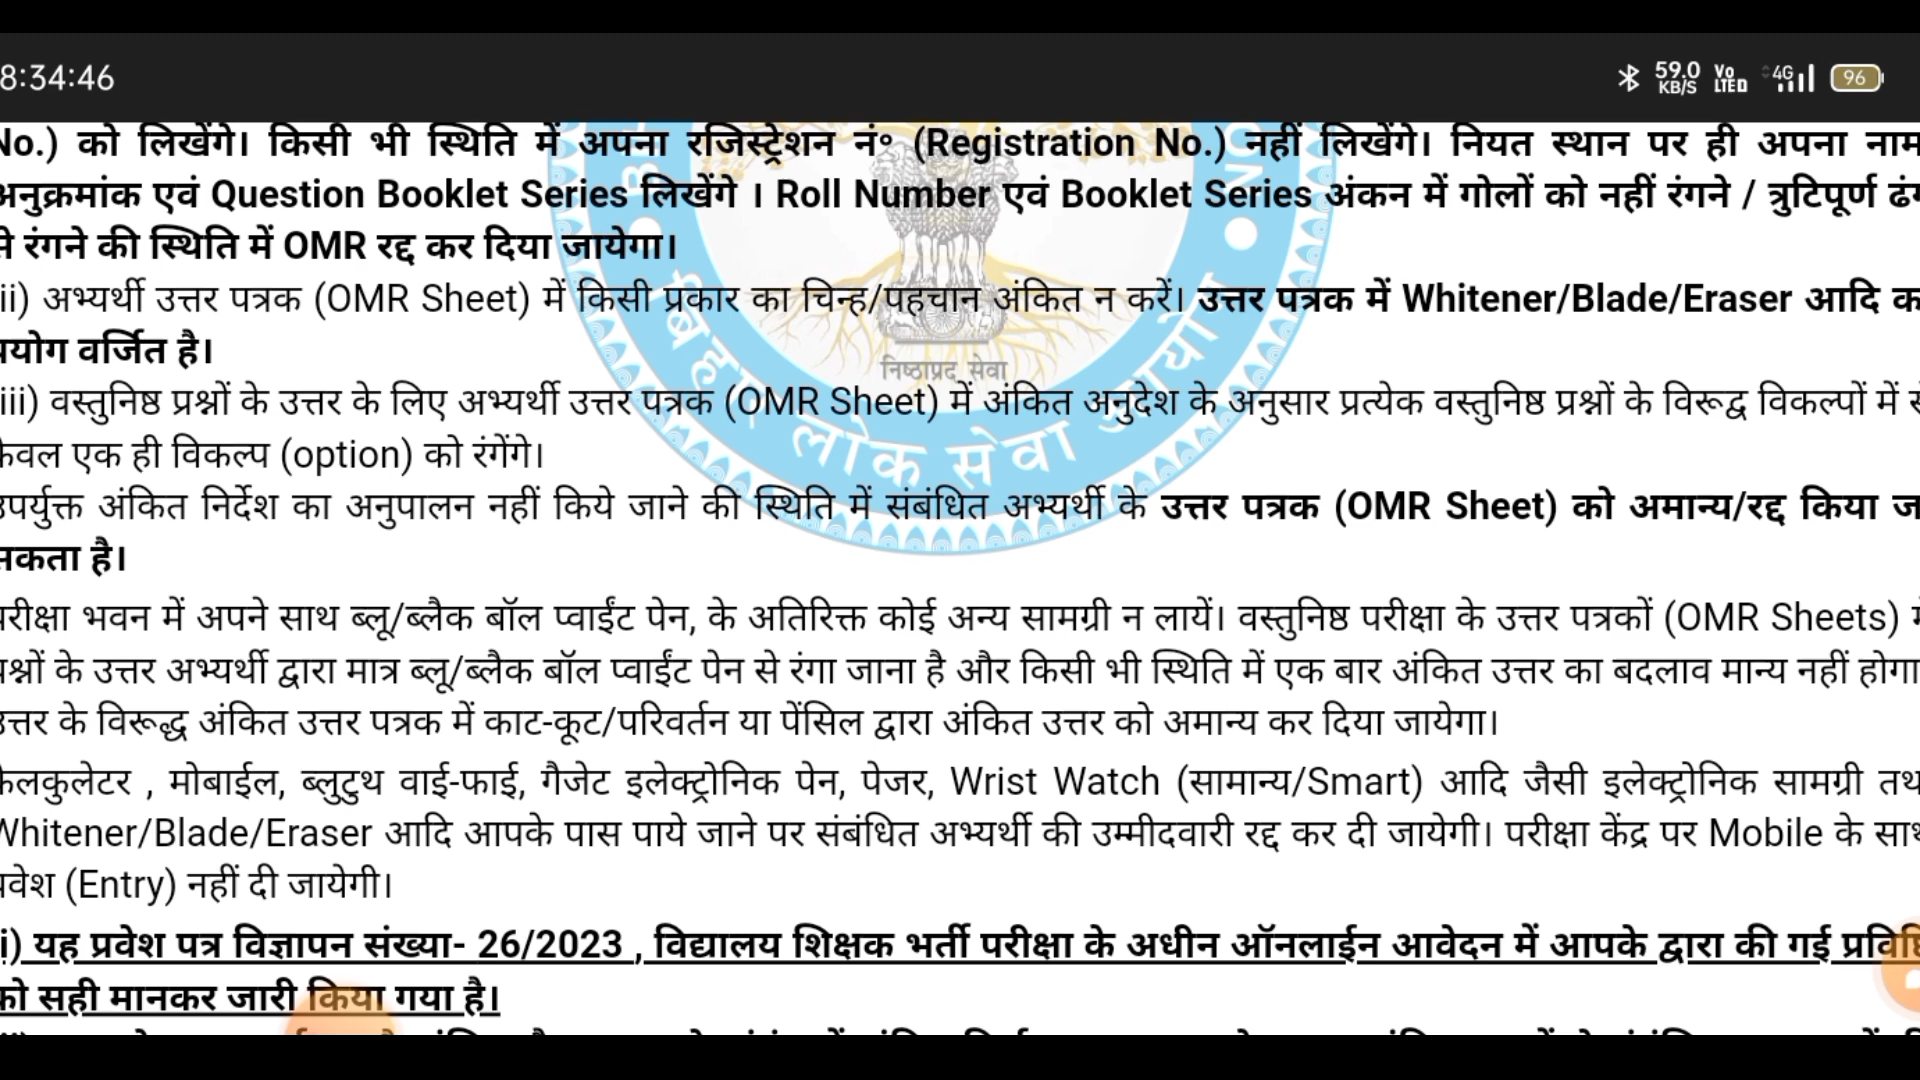 8:34:46
59.0 KB/S Vo LTE 4G 96
No.) को लिखेंगे। किसी भी स्थिति में अपना रजिस्ट्रेशन नं० (Registration No.) नहीं लिखेंगे। नियत स्थान पर ही अपना नाम
अनुक्रमांक एवं Question Booklet Series लिखेंगे । Roll Number एवं Booklet Series अंकन में गोलों को नहीं रंगने / त्रुटिपूर्ण ढंग
से रंगने की स्थिति में OMR रद्द कर दिया जायेगा।
ii) अभ्यर्थी उत्तर पत्रक (OMR Sheet) में किसी प्रकार का चिन्ह/पहचान अंकित न करें। उत्तर पत्रक में Whitener/Blade/Eraser आदि का
प्रयोग वर्जित है।
निष्ठाप्रद सेवा
iii) वस्तुनिष्ठ प्रश्नों के उत्तर के लिए अभ्यर्थी उत्तर पत्रक (OMR Sheet) में अंकित अनुदेश के अनुसार प्रत्येक वस्तुनिष्ठ प्रश्नों के विरूद्व विकल्पों में से
केवल एक ही विकल्प (option) को रंगेंगे।
बिहार लोक सेवा आयोग
उपर्युक्त अंकित निर्देश का अनुपालन नहीं किये जाने की स्थिति में संबंधित अभ्यर्थी के उत्तर पत्रक (OMR Sheet) को अमान्य/रद्द किया जा
सकता है।
परीक्षा भवन में अपने साथ ब्लू/ब्लैक बॉल प्वाईंट पेन, के अतिरिक्त कोई अन्य सामग्री न लायें। वस्तुनिष्ठ परीक्षा के उत्तर पत्रकों (OMR Sheets) में
प्रश्नों के उत्तर अभ्यर्थी द्वारा मात्र ब्लू/ब्लैक बॉल प्वाईंट पेन से रंगा जाना है और किसी भी स्थिति में एक बार अंकित उत्तर का बदलाव मान्य नहीं होगा
उत्तर के विरूद्ध अंकित उत्तर पत्रक में काट-कूट/परिवर्तन या पेंसिल द्वारा अंकित उत्तर को अमान्य कर दिया जायेगा।
कैलकुलेटर , मोबाईल, ब्लुटुथ वाई-फाई, गैजेट इलेक्ट्रोनिक पेन, पेजर, Wrist Watch (सामान्य/Smart) आदि जैसी इलेक्ट्रोनिक सामग्री तथा
Whitener/Blade/Eraser आदि आपके पास पाये जाने पर संबंधित अभ्यर्थी की उम्मीदवारी रद्द कर दी जायेगी। परीक्षा केंद्र पर Mobile के साथ
प्रवेश (Entry) नहीं दी जायेगी।
i) यह प्रवेश पत्र विज्ञापन संख्या- 26/2023 , विद्यालय शिक्षक भर्ती परीक्षा के अधीन ऑनलाईन आवेदन में आपके द्वारा की गई प्रविष्टि
को सही मानकर जारी किया गया है।